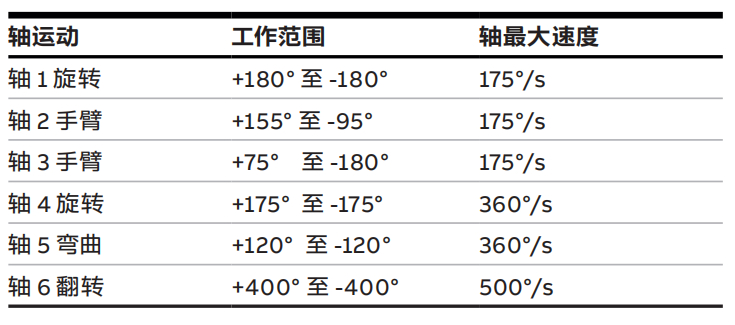 轴运动 工作范围 轴最大速度
轴 1 旋转 +180° 至 -180° 175°/s
轴 2 手臂 +155° 至 -95° 175°/s
轴 3 手臂 +75° 至 -180° 175°/s
轴 4 旋转 +175° 至 -175° 360°/s
轴 5 弯曲 +120° 至 -120° 360°/s
轴 6 翻转 +400° 至 -400° 500°/s